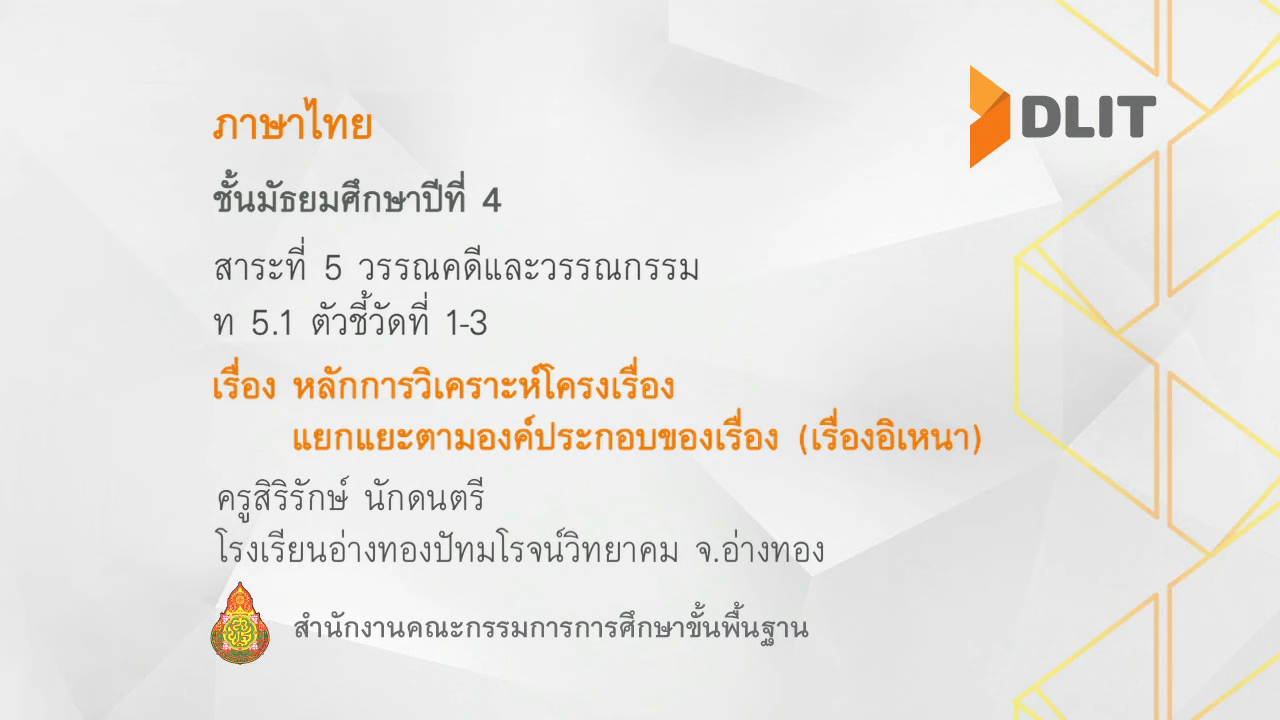 ภาษาไทย
DLIT
ชั้นมัธยมศึกษาปีที่ 4
สาระที่ 5 วรรณคดีและวรรณกรรม
ท 5.1 ตัวชี้วัดที่ 1-3
เรื่อง หลักการวิเคราะห์โครงเรื่อง
แยกแยะตามองค์ประกอบของเรื่อง (เรื่องอิเหนา)
ครูสิริรักษ์ นักดนตรี
โรงเรียนอ่างทองปัทมโรจน์วิทยาคม จ.อ่างทอง
สำนักงานคณะกรรมการการศึกษาขั้นพื้นฐาน